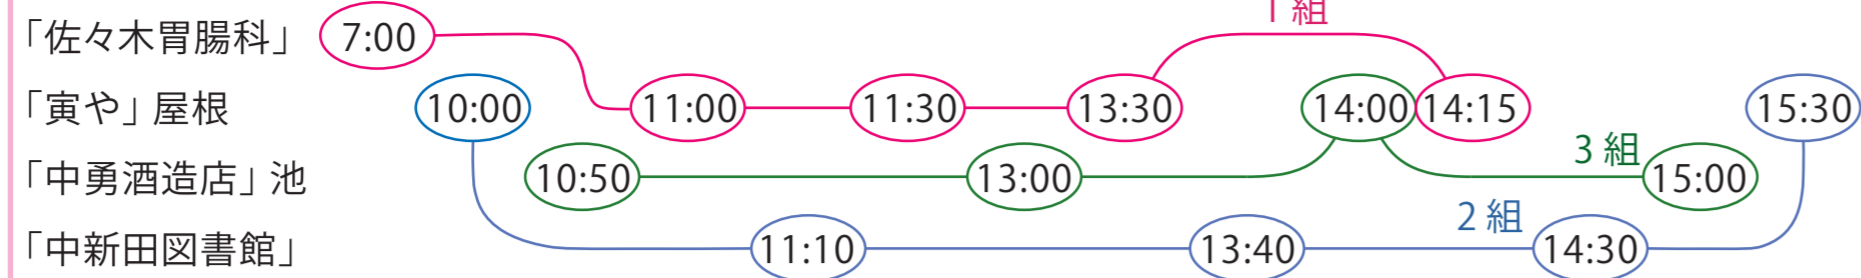 1組
「佐々木胃腸科」 7:00
「寅や」屋根 10:00 11:00 11:30 13:30 14:00 14:15 15:30
「中勇酒造店」池 10:50 13:00 3組 15:00
2組
「中新田図書館」 11:10 13:40 14:30